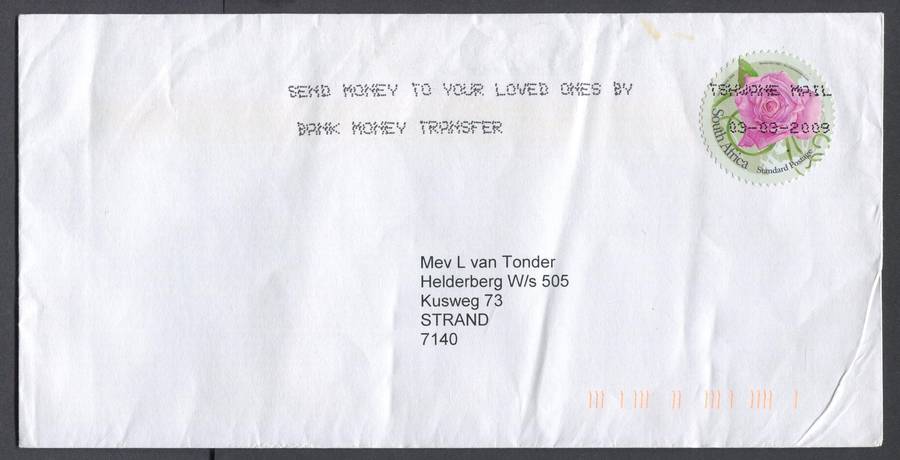 SEND MONEY TO YOUR LOVED ONES BY
BANK MONEY TRANSFER
TSHWANE MAIL
03-03-2009
South Africa
Standard Postage
Mev L van Tonder
Helderberg W/s 505
Kusweg 73
STRAND
7140